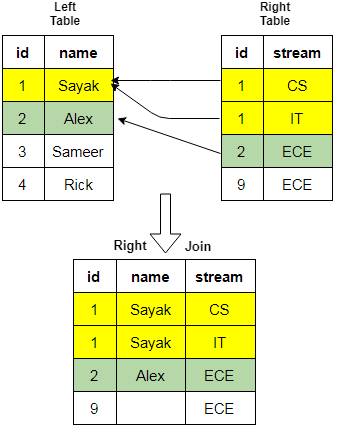 Left
Table
Right
Table
id name
1 Sayak
2 Alex
3 Sameer
4 Rick
id stream
1 CS
1 IT
2 ECE
9 ECE
Right Join
id name stream
1 Sayak CS
1 Sayak IT
2 Alex ECE
9 ECE